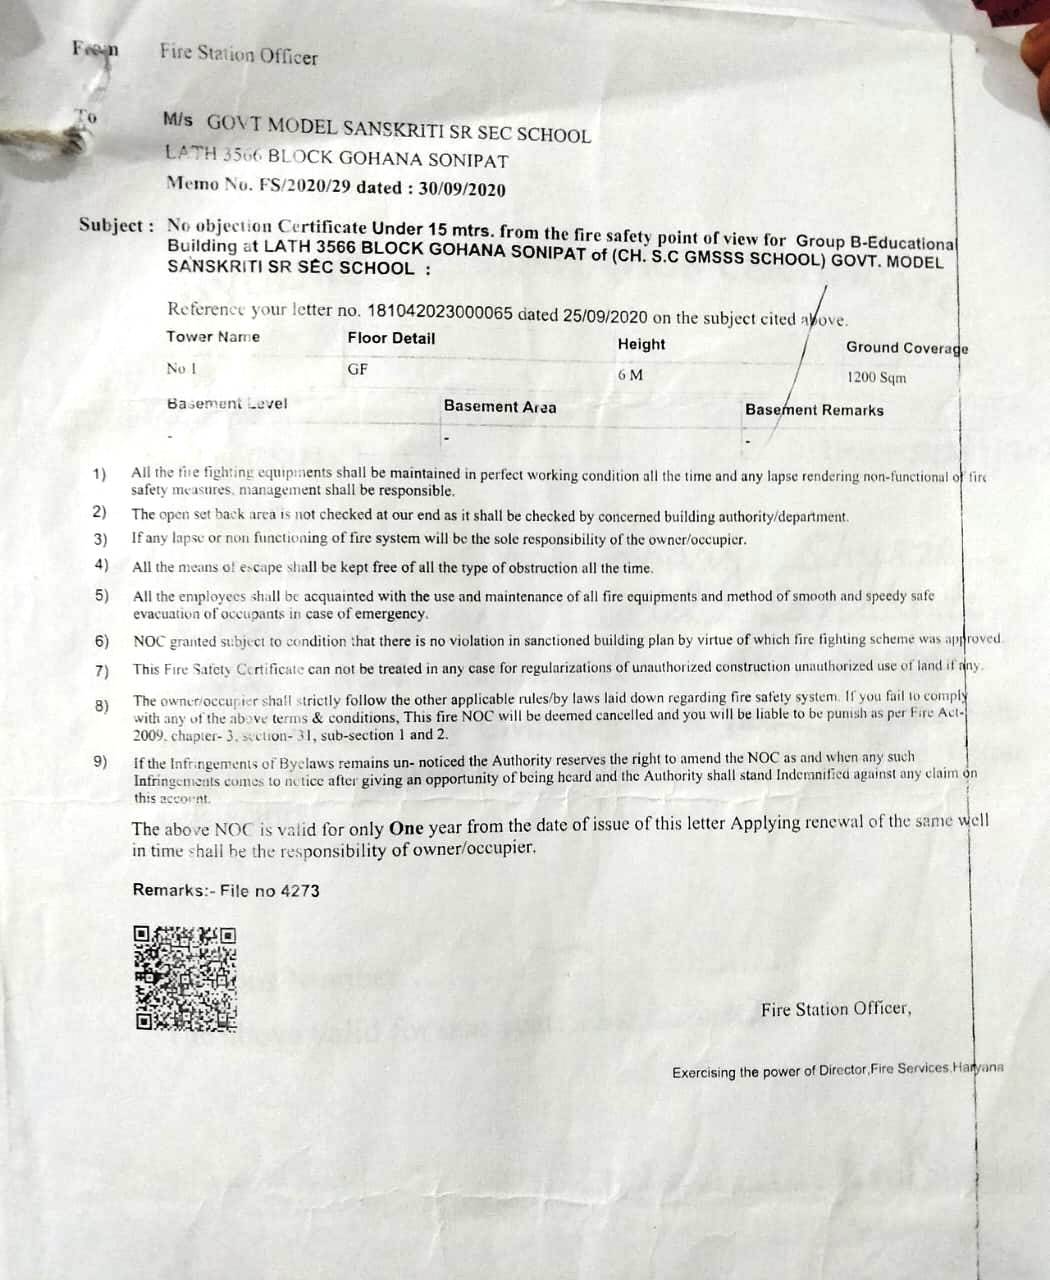 From Fire Station Officer
To M/s GOVT MODEL SANSKRITI SR SEC SCHOOL
LATH 3566 BLOCK GOHANA SONIPAT
Memo No. FS/2020/29 dated : 30/09/2020
Subject : No objection Certificate Under 15 mtrs. from the fire safety point of view for Group B-Educational
Building at LATH 3566 BLOCK GOHANA SONIPAT of (CH. S.C GMSSS SCHOOL) GOVT. MODEL
SANSKRITI SR SEC SCHOOL :
Reference your letter no. 181042023000065 dated 25/09/2020 on the subject cited above.
Tower Name Floor Detail Height Ground Coverage
No 1 GF 6 M 1200 Sqm
Basement Level Basement Area Basement Remarks
- - -
1) All the fire fighting equipments shall be maintained in perfect working condition all the time and any lapse rendering non-functional of fire
safety measures, management shall be responsible.
2) The open set back area is not checked at our end as it shall be checked by concerned building authority/department.
3) If any lapse or non functioning of fire system will be the sole responsibility of the owner/occupier.
4) All the means of escape shall be kept free of all the type of obstruction all the time.
5) All the employees shall be acquainted with the use and maintenance of all fire equipments and method of smooth and speedy safe
evacuation of occupants in case of emergency.
6) NOC granted subject to condition that there is no violation in sanctioned building plan by virtue of which fire fighting scheme was approved.
7) This Fire Safety Certificate can not be treated in any case for regularizations of unauthorized construction unauthorized use of land if any.
8) The owner/occupier shall strictly follow the other applicable rules/by laws laid down regarding fire safety system. If you fail to comply
with any of the above terms & conditions, This fire NOC will be deemed cancelled and you will be liable to be punish as per Fire Act-
2009, chapter- 3, section- 31, sub-section 1 and 2.
9) If the Infringements of Byelaws remains un- noticed the Authority reserves the right to amend the NOC as and when any such
Infringements comes to notice after giving an opportunity of being heard and the Authority shall stand Indemnified against any claim on
this account.
The above NOC is valid for only One year from the date of issue of this letter Applying renewal of the same well
in time shall be the responsibility of owner/occupier.
Remarks:- File no 4273
Fire Station Officer,
Exercising the power of Director,Fire Services,Haryana